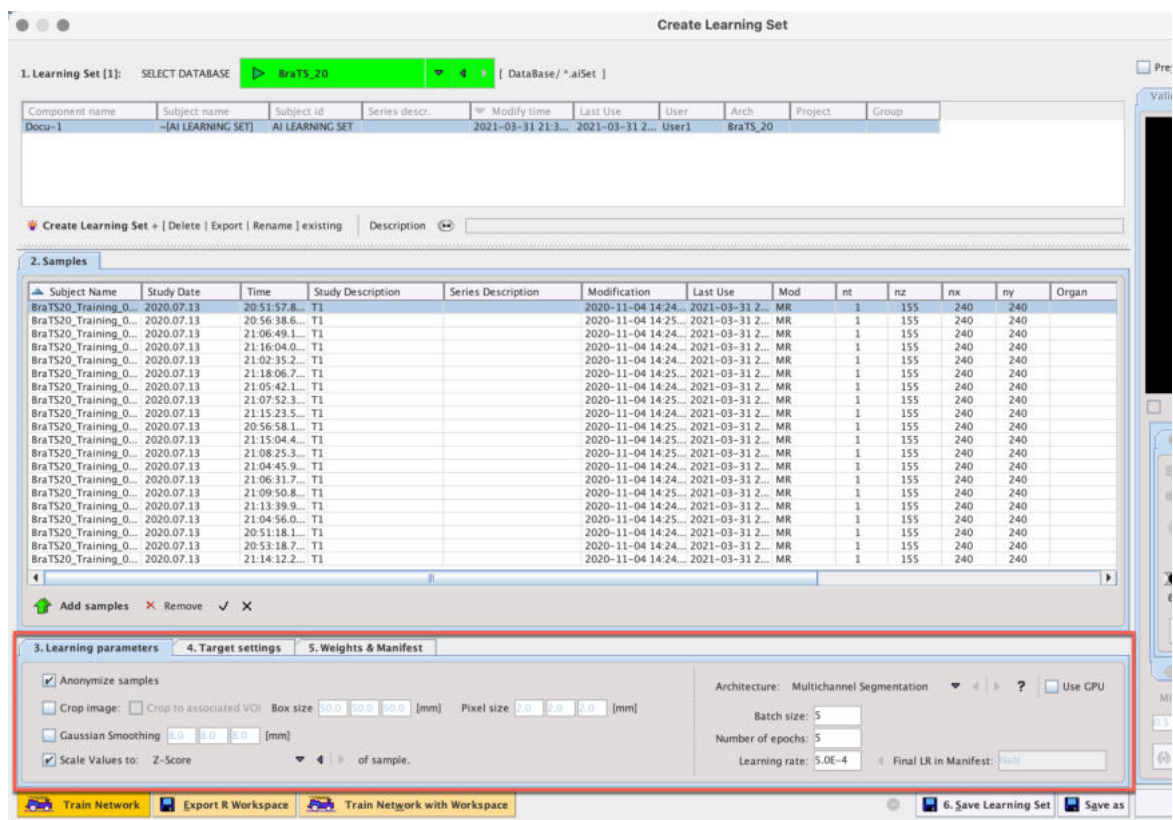 Create Learning Set
1. Learning Set [1]: SELECT DATABASE BraTS_20 [ DataBase/ *.aiSet ]
Component name Subject name Subject id Series descr. Modify time Last Use User Arch Project Group
Docu-1 ~[AI LEARNING SET] AI LEARNING SET 2021-03-31 21:3... 2021-03-31 2... User1 BraTS_20
Create Learning Set + [ Delete | Export | Rename ] existing Description
2. Samples
Subject Name Study Date Time Study Description Series Description Modification Last Use Mod nt nz nx ny Organ
BraTS20_Training_0... 2020.07.13 20:51:57.8... T1 2020-11-04 14:24... 2021-03-31 2... MR 1 155 240 240
BraTS20_Training_0... 2020.07.13 20:56:38.6... T1 2020-11-04 14:25... 2021-03-31 2... MR 1 155 240 240
BraTS20_Training_0... 2020.07.13 21:06:49.1... T1 2020-11-04 14:24... 2021-03-31 2... MR 1 155 240 240
BraTS20_Training_0... 2020.07.13 21:16:04.0... T1 2020-11-04 14:24... 2021-03-31 2... MR 1 155 240 240
BraTS20_Training_0... 2020.07.13 21:02:35.2... T1 2020-11-04 14:24... 2021-03-31 2... MR 1 155 240 240
BraTS20_Training_0... 2020.07.13 21:18:06.7... T1 2020-11-04 14:25... 2021-03-31 2... MR 1 155 240 240
BraTS20_Training_0... 2020.07.13 21:05:42.1... T1 2020-11-04 14:24... 2021-03-31 2... MR 1 155 240 240
BraTS20_Training_0... 2020.07.13 21:07:52.3... T1 2020-11-04 14:25... 2021-03-31 2... MR 1 155 240 240
BraTS20_Training_0... 2020.07.13 21:15:23.5... T1 2020-11-04 14:25... 2021-03-31 2... MR 1 155 240 240
BraTS20_Training_0... 2020.07.13 20:56:58.1... T1 2020-11-04 14:25... 2021-03-31 2... MR 1 155 240 240
BraTS20_Training_0... 2020.07.13 21:15:04.4... T1 2020-11-04 14:24... 2021-03-31 2... MR 1 155 240 240
BraTS20_Training_0... 2020.07.13 21:08:25.3... T1 2020-11-04 14:24... 2021-03-31 2... MR 1 155 240 240
BraTS20_Training_0... 2020.07.13 21:04:45.9... T1 2020-11-04 14:24... 2021-03-31 2... MR 1 155 240 240
BraTS20_Training_0... 2020.07.13 21:06:31.7... T1 2020-11-04 14:25... 2021-03-31 2... MR 1 155 240 240
BraTS20_Training_0... 2020.07.13 21:09:50.8... T1 2020-11-04 14:25... 2021-03-31 2... MR 1 155 240 240
BraTS20_Training_0... 2020.07.13 21:13:39.9... T1 2020-11-04 14:24... 2021-03-31 2... MR 1 155 240 240
BraTS20_Training_0... 2020.07.13 21:04:56.0... T1 2020-11-04 14:25... 2021-03-31 2... MR 1 155 240 240
BraTS20_Training_0... 2020.07.13 20:51:18.1... T1 2020-11-04 14:24... 2021-03-31 2... MR 1 155 240 240
BraTS20_Training_0... 2020.07.13 20:53:18.7... T1 2020-11-04 14:24... 2021-03-31 2... MR 1 155 240 240
BraTS20_Training_0... 2020.07.13 21:14:12.2... T1 2020-11-04 14:24... 2021-03-31 2... MR 1 155 240 240
Add samples Remove
3. Learning parameters 4. Target settings 5. Weights & Manifest
Anonymize samples
Crop image: Crop to associated VOI Box size 50.0 50.0 50.0 [mm] Pixel size 2.0 2.0 2.0 [mm]
Gaussian Smoothing 8.0 8.0 8.0 [mm]
Scale Values to: Z-Score of sample.
Architecture: Multichannel Segmentation ? Use GPU
Batch size: 5
Number of epochs: 5
Learning rate: 5.0E-4 Final LR in Manifest: NaN
Train Network Export R Workspace Train Network with Workspace 6. Save Learning Set Save as